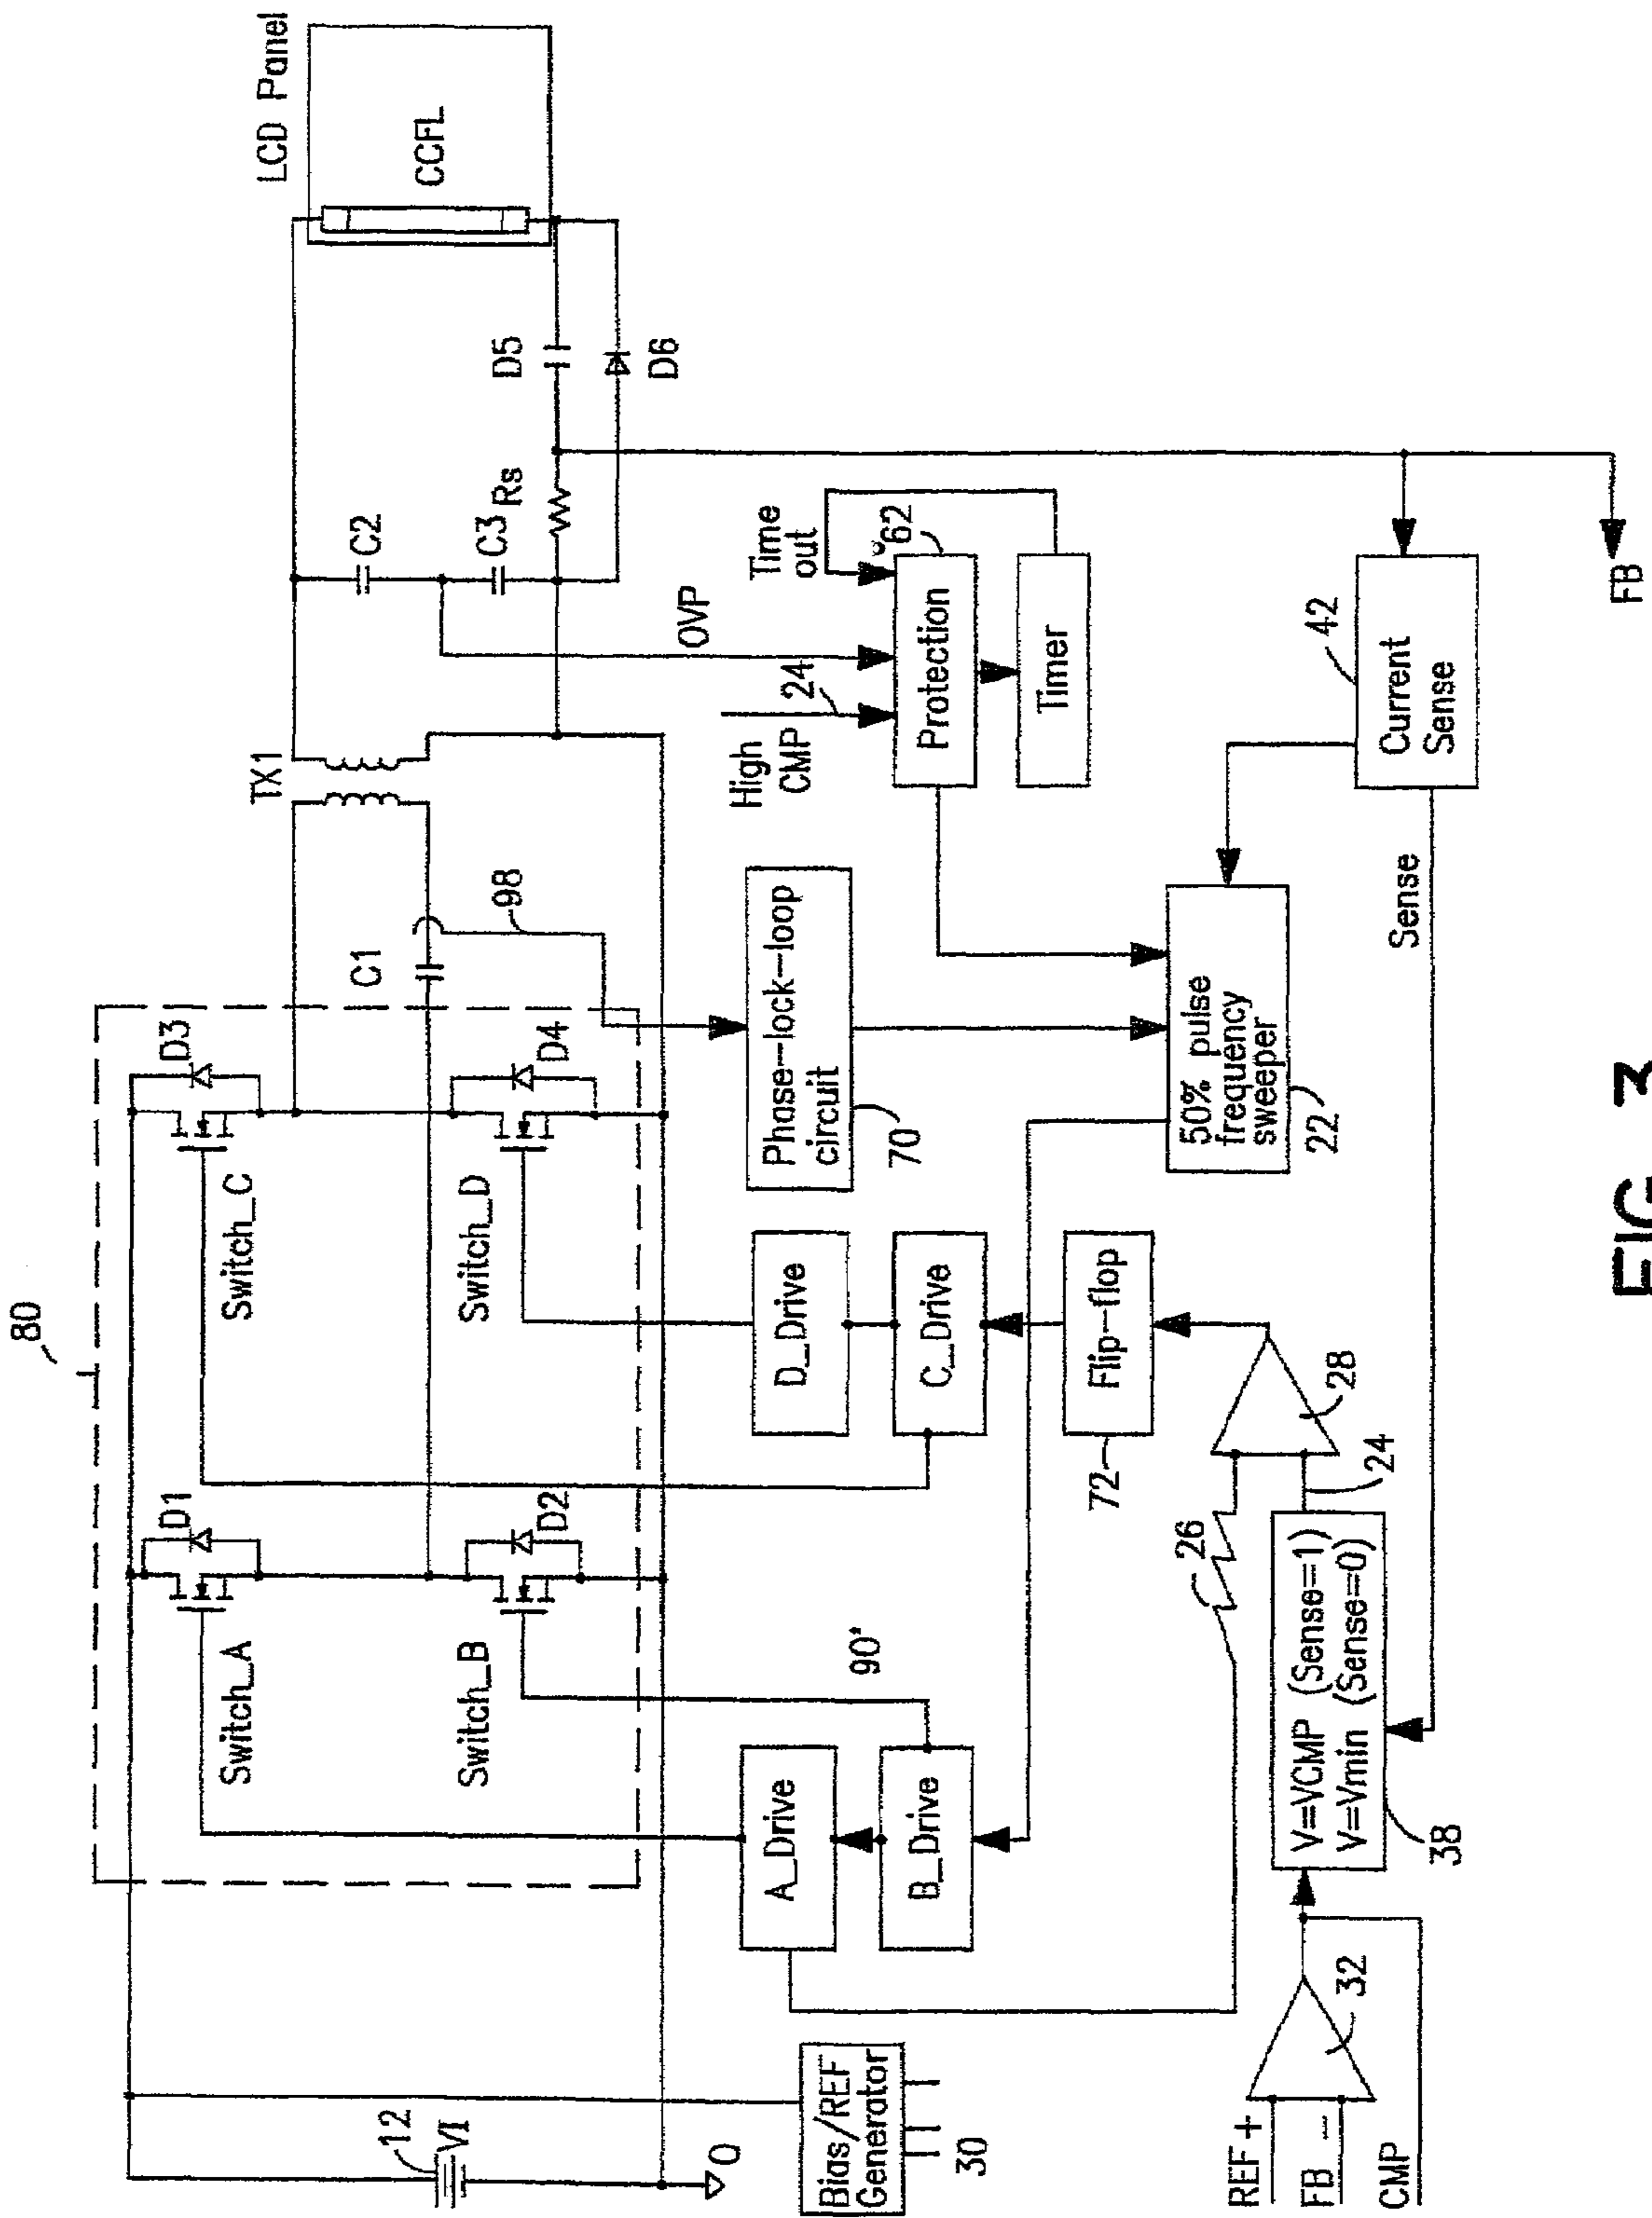 80
LCD Panel
CCFL
TX1
C2
C3
Rs
D5
D6
C1
98
D3
D4
Switch_C
Switch_D
D1
D2
Switch_A
Switch_B
12
VI
0
Bias/REF
Generator
30
A_Drive
B_Drive
90°
D_Drive
C_Drive
Flip-flop
72
Phase-lock-loop
circuit
70
High
CMP
24
OVP
Time
out
62
Protection
Timer
50% pulse
frequency
sweeper
22
Current
Sense
42
Sense
FB
26
28
24
V=VCMP (Sense=1)
V=Vmin (Sense=0)
38
32
REF +
FB -
CMP
FIG. 3